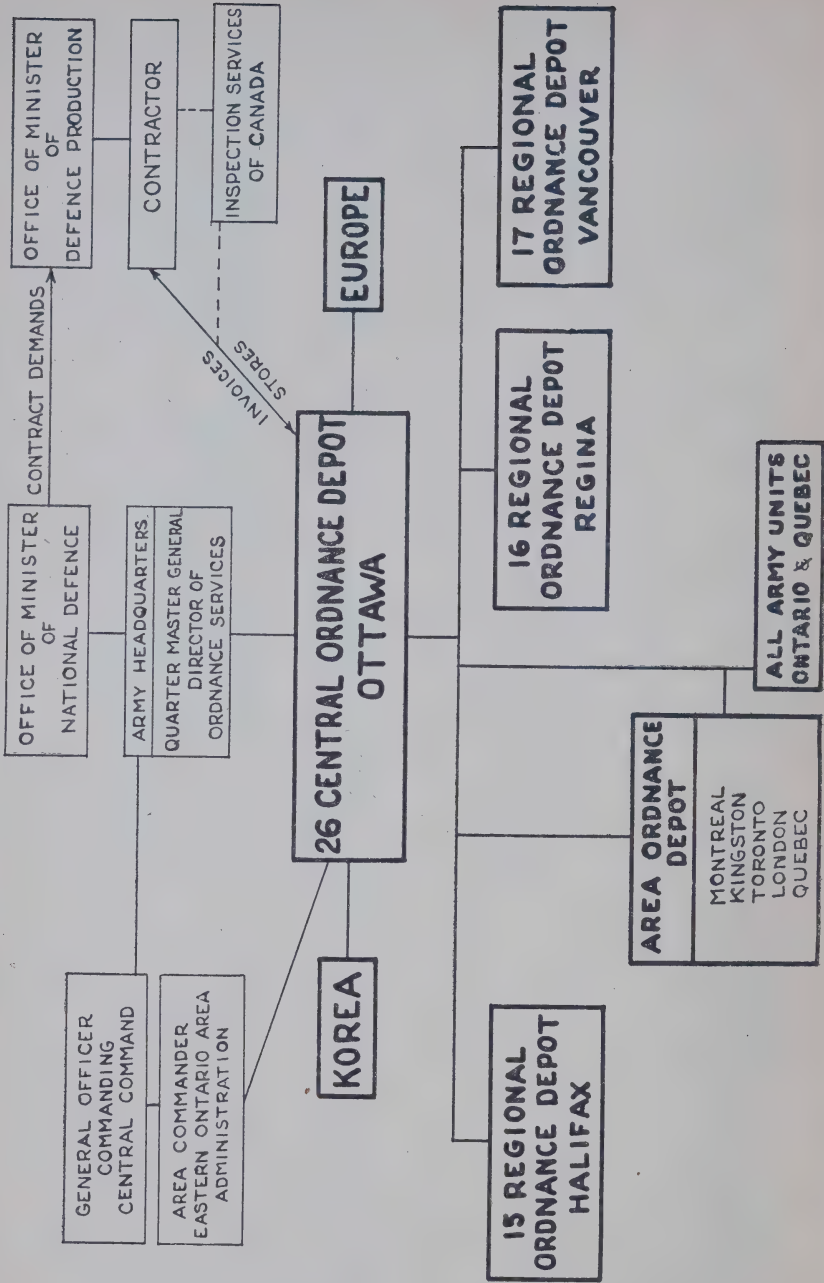 OFFICE OF MINISTER
OF
NATIONAL DEFENCE
CONTRACT DEMANDS
OFFICE OF MINISTER
OF
DEFENCE PRODUCTION
GENERAL OFFICER
COMMANDING
CENTRAL COMMAND
ARMY HEADQUARTERS.
QUARTER MASTER GENERAL
DIRECTOR OF
ORDNANCE SERVICES
CONTRACTOR
AREA COMMANDER
EASTERN ONTARIO AREA
ADMINISTRATION
INVOICES
STORES
INSPECTION SERVICES
OF CANADA
KOREA
26 CENTRAL ORDNANCE DEPOT
OTTAWA
EUROPE
15 REGIONAL
ORDNANCE DEPOT
HALIFAX
16 REGIONAL
ORDNANCE DEPOT
REGINA
17 REGIONAL
ORDNANCE DEPOT
VANCOUVER
AREA ORDNANCE
DEPOT
MONTREAL
KINGSTON
TORONTO
LONDON
QUEBEC
ALL ARMY UNITS
ONTARIO & QUEBEC